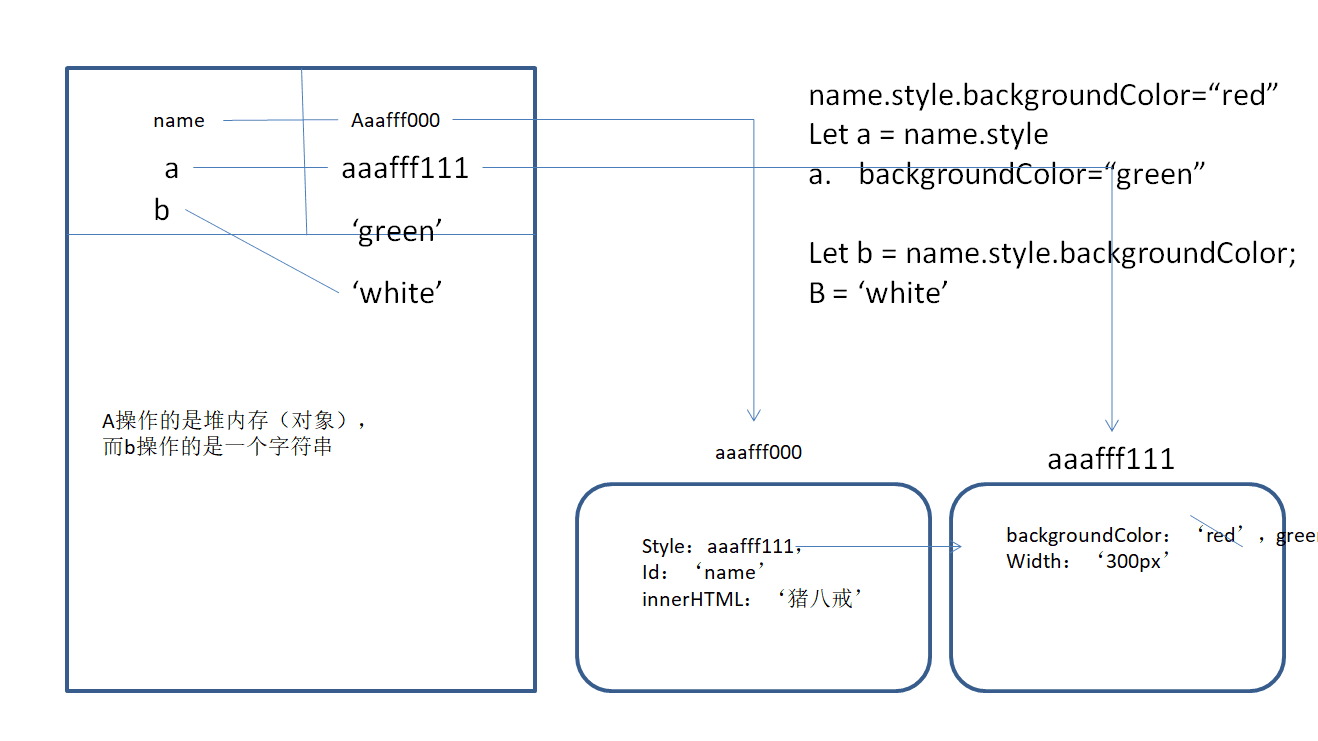 name Aaafff000
a aaafff111
b
‘green’
‘white’
A操作的是堆内存（对象），
而b操作的是一个字符串
name.style.backgroundColor=“red”
Let a = name.style
a. backgroundColor=“green”
Let b = name.style.backgroundColor;
B = ‘white’
aaafff000
Style：aaafff111，
Id：‘name’
innerHTML：‘猪八戒’
aaafff111
backgroundColor：‘red’，gree
Width：‘300px’